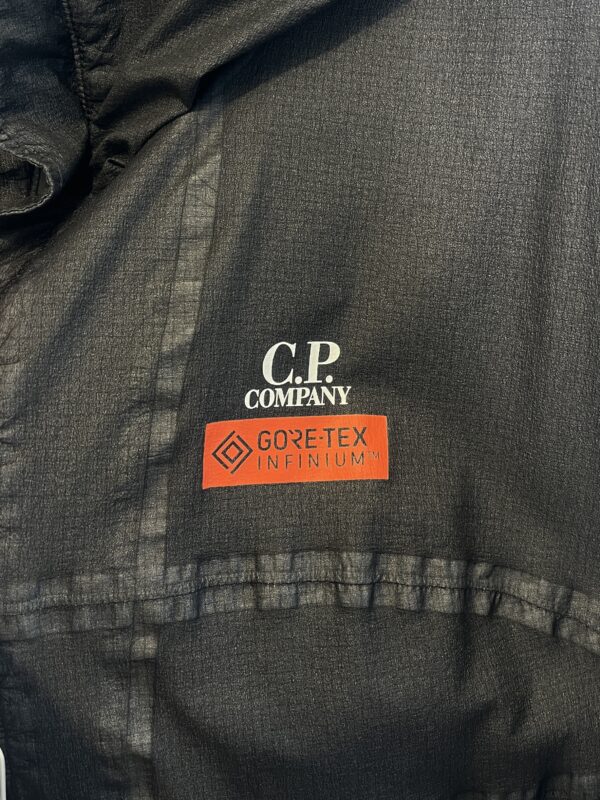 C.P.
COMPANY
GORE-TEX
INFINIUM™